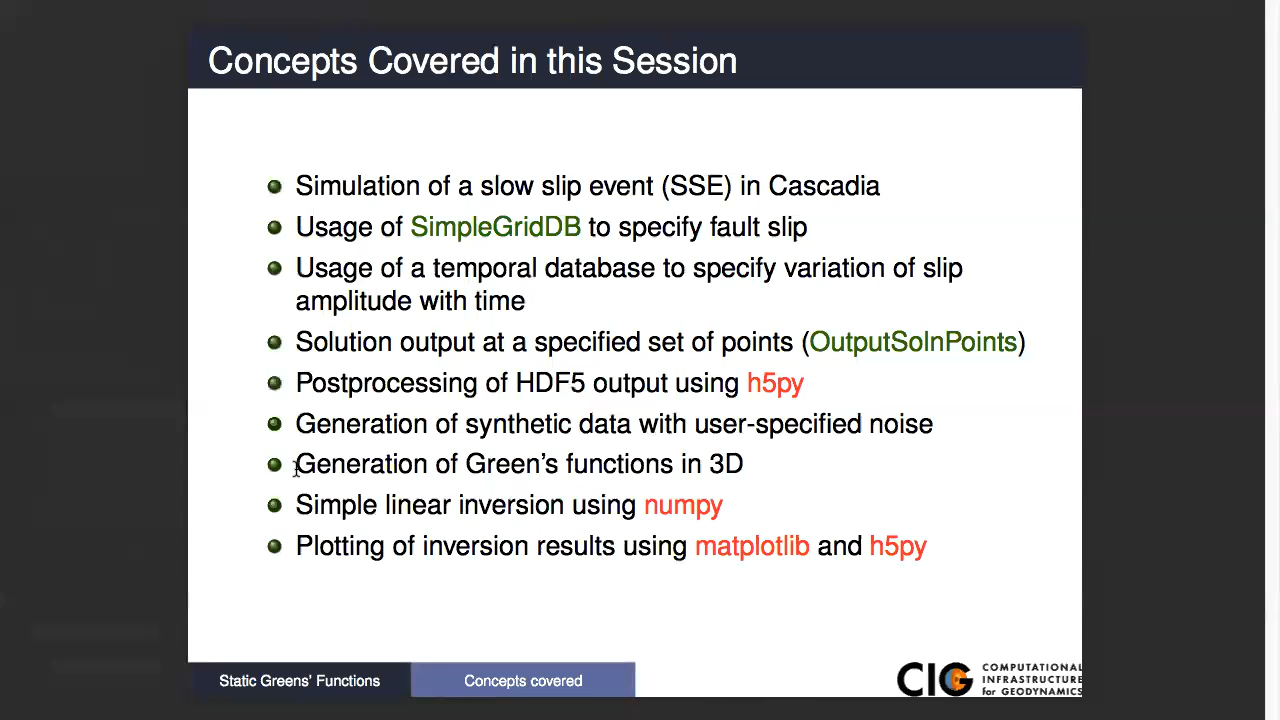 Concepts Covered in this Session
Simulation of a slow slip event (SSE) in Cascadia
Usage of SimpleGridDB to specify fault slip
Usage of a temporal database to specify variation of slip
amplitude with time
Solution output at a specified set of points (OutputSolnPoints)
Postprocessing of HDF5 output using h5py
Generation of synthetic data with user-specified noise
Generation of Green's functions in 3D
Simple linear inversion using numpy
Plotting of inversion results using matplotlib and h5py
Static Greens' Functions
Concepts covered
CIG
COMPUTATIONAL
INFRASTRUCTURE
for GEODYNAMICS